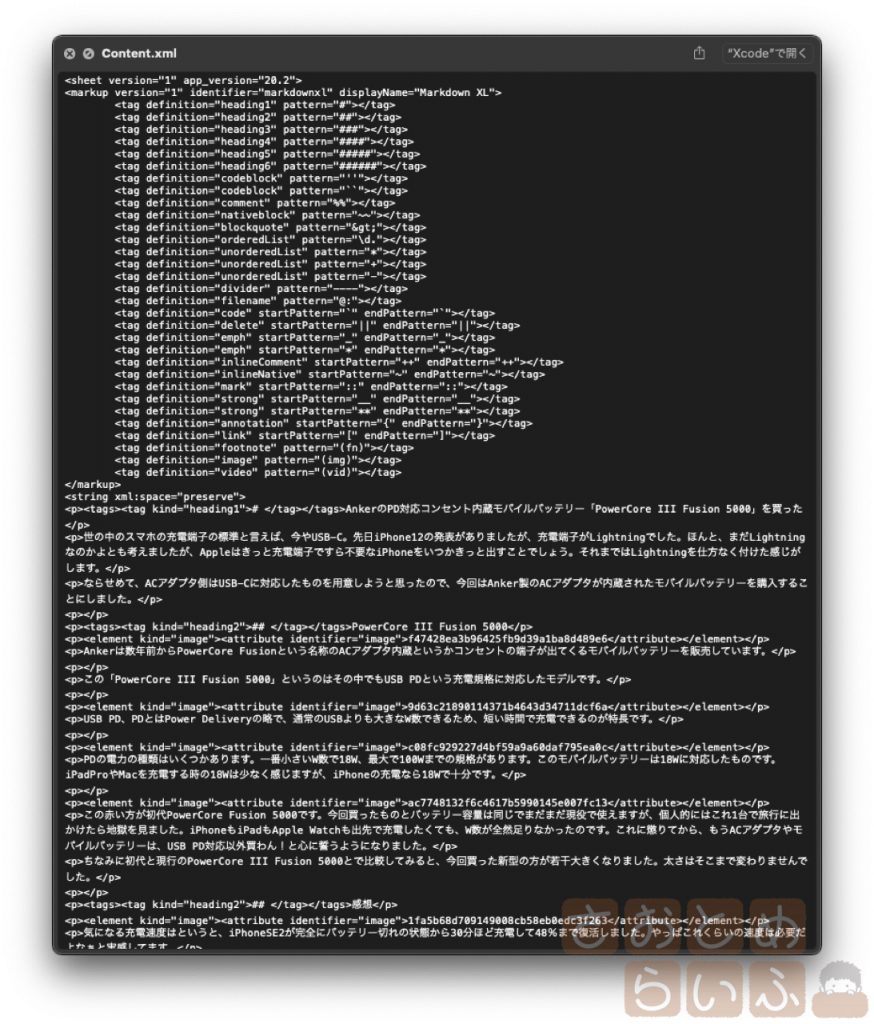 Content.xml
"Xcode"で開く
<sheet version="1" app_version="20.2">
<markup version="1" identifier="markdownxl" displayName="Markdown XL">
<tag definition="heading1" pattern="#"></tag>
<tag definition="heading2" pattern="##"></tag>
<tag definition="heading3" pattern="###"></tag>
<tag definition="heading4" pattern="####"></tag>
<tag definition="heading5" pattern="#####"></tag>
<tag definition="heading6" pattern="######"></tag>
<tag definition="codeblock" pattern="''"></tag>
<tag definition="codeblock" pattern="``"></tag>
<tag definition="comment" pattern="%%"></tag>
<tag definition="nativeblock" pattern="~~"></tag>
<tag definition="blockquote" pattern="&gt;"></tag>
<tag definition="orderedList" pattern="\d."></tag>
<tag definition="unorderedList" pattern="*"></tag>
<tag definition="unorderedList" pattern="+"></tag>
<tag definition="unorderedList" pattern="-"></tag>
<tag definition="divider" pattern="----"></tag>
<tag definition="filename" pattern="@:"></tag>
<tag definition="code" startPattern="`" endPattern="`"></tag>
<tag definition="delete" startPattern="||" endPattern="||"></tag>
<tag definition="emph" startPattern="_" endPattern="_"></tag>
<tag definition="emph" startPattern="*" endPattern="*"></tag>
<tag definition="inlineComment" startPattern="++" endPattern="++"></tag>
<tag definition="inlineNative" startPattern="~" endPattern="~"></tag>
<tag definition="mark" startPattern="::" endPattern="::"></tag>
<tag definition="strong" startPattern="__" endPattern="__"></tag>
<tag definition="strong" startPattern="**" endPattern="**"></tag>
<tag definition="annotation" startPattern="{" endPattern="}"></tag>
<tag definition="link" startPattern="[" endPattern="]"></tag>
<tag definition="footnote" pattern="(fn)"></tag>
<tag definition="image" pattern="(img)"></tag>
<tag definition="video" pattern="(vid)"></tag>
</markup>
<string xml:space="preserve">
<p><tags><tag kind="heading1"># </tag></tags>AnkerのPD対応コンセント内蔵モバイルバッテリー「PowerCore III Fusion 5000」を買った
</p>
<p>世の中のスマホの充電端子の標準と言えば、今やUSB-C。先日iPhone12の発表がありましたが、充電端子がLightningでした。ほんと、まだLightning
なのかよとも考えましたが、Appleはきっと充電端子ですら不要なiPhoneをいつかきっと出すことでしょう。それまではLightningを仕方なく付けた感じが
します。</p>
<p>ならせめて、ACアダプタ側はUSB-Cに対応したものを用意しようと思ったので、今回はAnker製のACアダプタが内蔵されたモバイルバッテリーを購入するこ
とにしました。</p>
<p></p>
<p><tags><tag kind="heading2">## </tag></tags>PowerCore III Fusion 5000</p>
<p><element kind="image"><attribute identifier="image">f47428ea3b96425fb9d39a1ba8d489e6</attribute></element></p>
<p>Ankerは数年前からPowerCore Fusionという名称のACアダプタ内蔵というかコンセントの端子が出てくるモバイルバッテリーを販売しています。</p>
<p></p>
<p>この「PowerCore III Fusion 5000」というのはその中でもUSB PDという充電規格に対応したモデルです。</p>
<p></p>
<p><element kind="image"><attribute identifier="image">9d63c21890114371b4643d34711dcf6a</attribute></element></p>
<p>USB PD、PDとはPower Deliveryの略で、通常のUSBよりも大きなW数できるため、短い時間で充電できるのが特長です。</p>
<p></p>
<p><element kind="image"><attribute identifier="image">c08fc929227d4bf59a9a60daf795ea0c</attribute></element></p>
<p>PDの電力の種類はいくつかあります。一番小さいW数で18W、最大で100Wまでの規格があります。このモバイルバッテリーは18Wに対応したものです。
iPadProやMacを充電する時の18Wは少なく感じますが、iPhoneの充電なら18Wで十分です。</p>
<p></p>
<p><element kind="image"><attribute identifier="image">ac7748132f6c4617b5990145e007fc13</attribute></element></p>
<p>この赤い方が初代PowerCore Fusion 5000です。今回買ったものとバッテリー容量は同じでまだまだ現役で使えますが、個人的にはこれ1台で旅行に出
かけたら地獄を見ました。iPhoneもiPadもApple Watchも出先で充電したくても、W数が全然足りなかったのです。これに懲りてから、もうACアダプタやモ
バイルバッテリーは、USB PD対応以外買わん！と心に誓うようになりました。</p>
<p>ちなみに初代と現行のPowerCore III Fusion 5000とで比較してみると、今回買った新型の方が若干大きくなりました。太さはそこまで変わりませんで
した。</p>
<p></p>
<p><tags><tag kind="heading2">## </tag></tags>感想</p>
<p><element kind="image"><attribute identifier="image">1fa5b68d709149008cb58eb0edc3f263</attribute></element></p>
<p>気になる充電速度はというと、iPhoneSE2が完全にバッテリー切れの状態から30分ほど充電して48%まで復活しました。やっぱこれくらいの速度は必要だ
よなぁと実感してます。</p>
さおとめ
らいふ